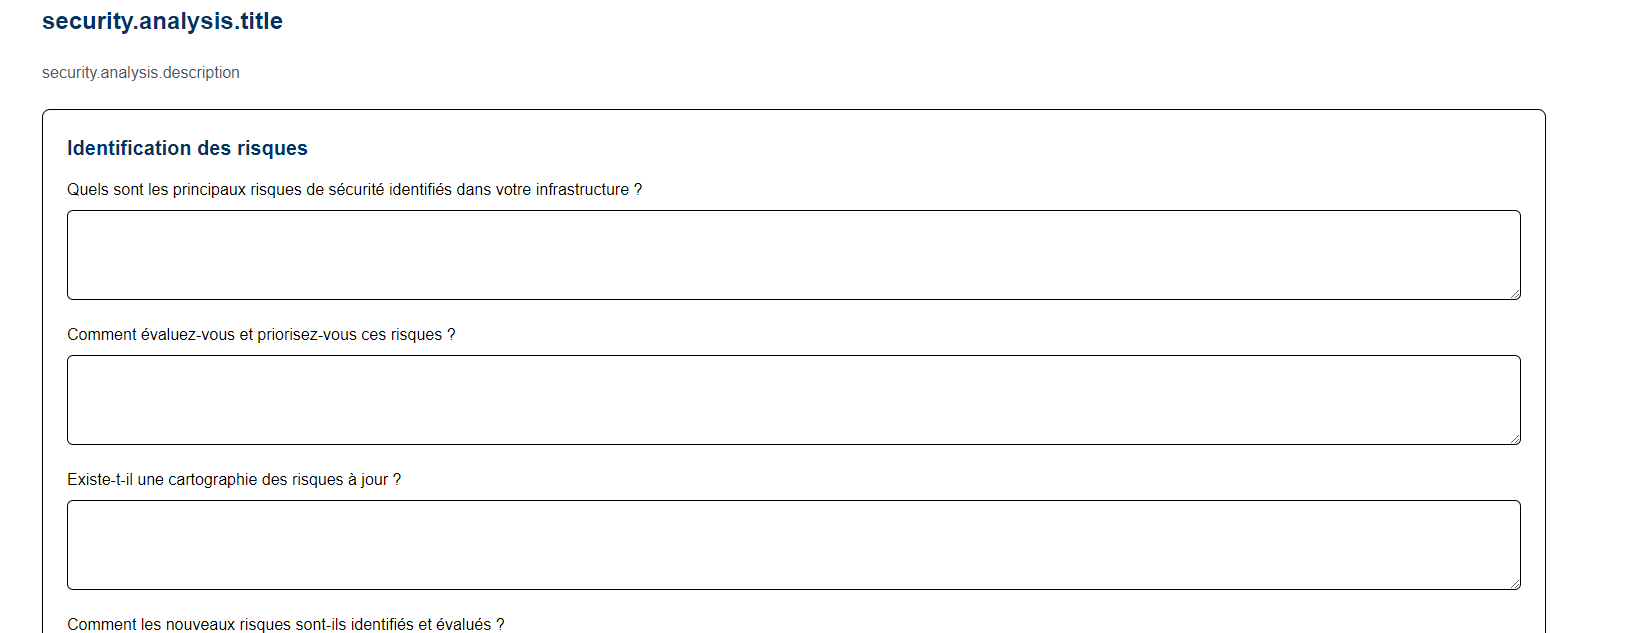 security.analysis.title
security.analysis.description
Identification des risques
Quels sont les principaux risques de sécurité identifiés dans votre infrastructure ?
Comment évaluez-vous et priorisez-vous ces risques ?
Existe-t-il une cartographie des risques à jour ?
Comment les nouveaux risques sont-ils identifiés et évalués ?